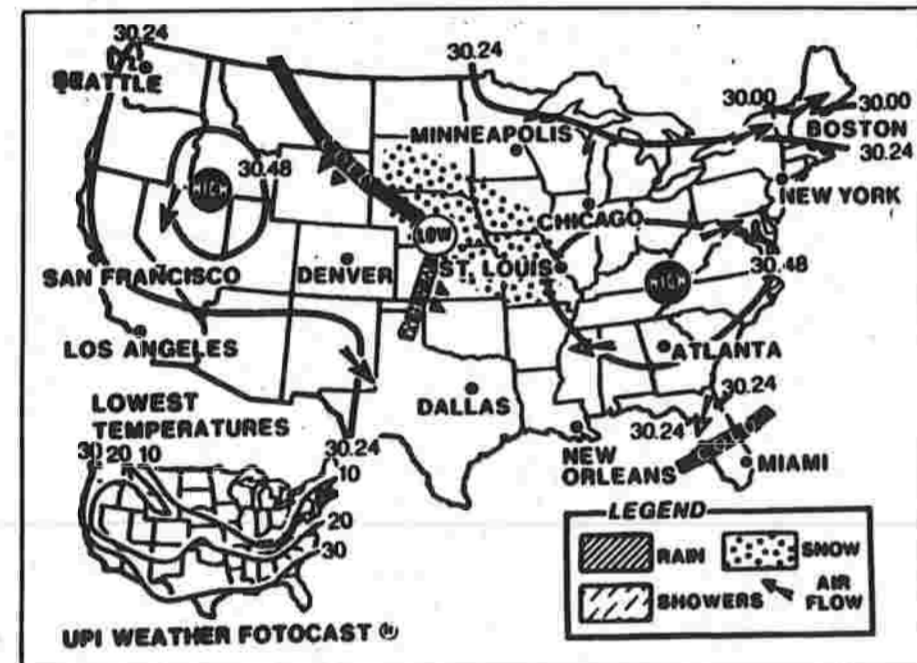 30.24
SEATTLE
30.24
30.00
30.00
BOSTON
30.24
MINNEAPOLIS
NEW YORK
30.48
HIGH
CHICAGO
LOW
SAN FRANCISCO
DENVER
ST. LOUIS
HIGH
30.48
LOS ANGELES
ATLANTA
DALLAS
30.24
30.24
NEW
ORLEANS
MIAMI
LOWEST
TEMPERATURES
30 20 10
30.24
10
20
30
LEGEND
RAIN
SNOW
SHOWERS
AIR
FLOW
UPI WEATHER FOTOCAST